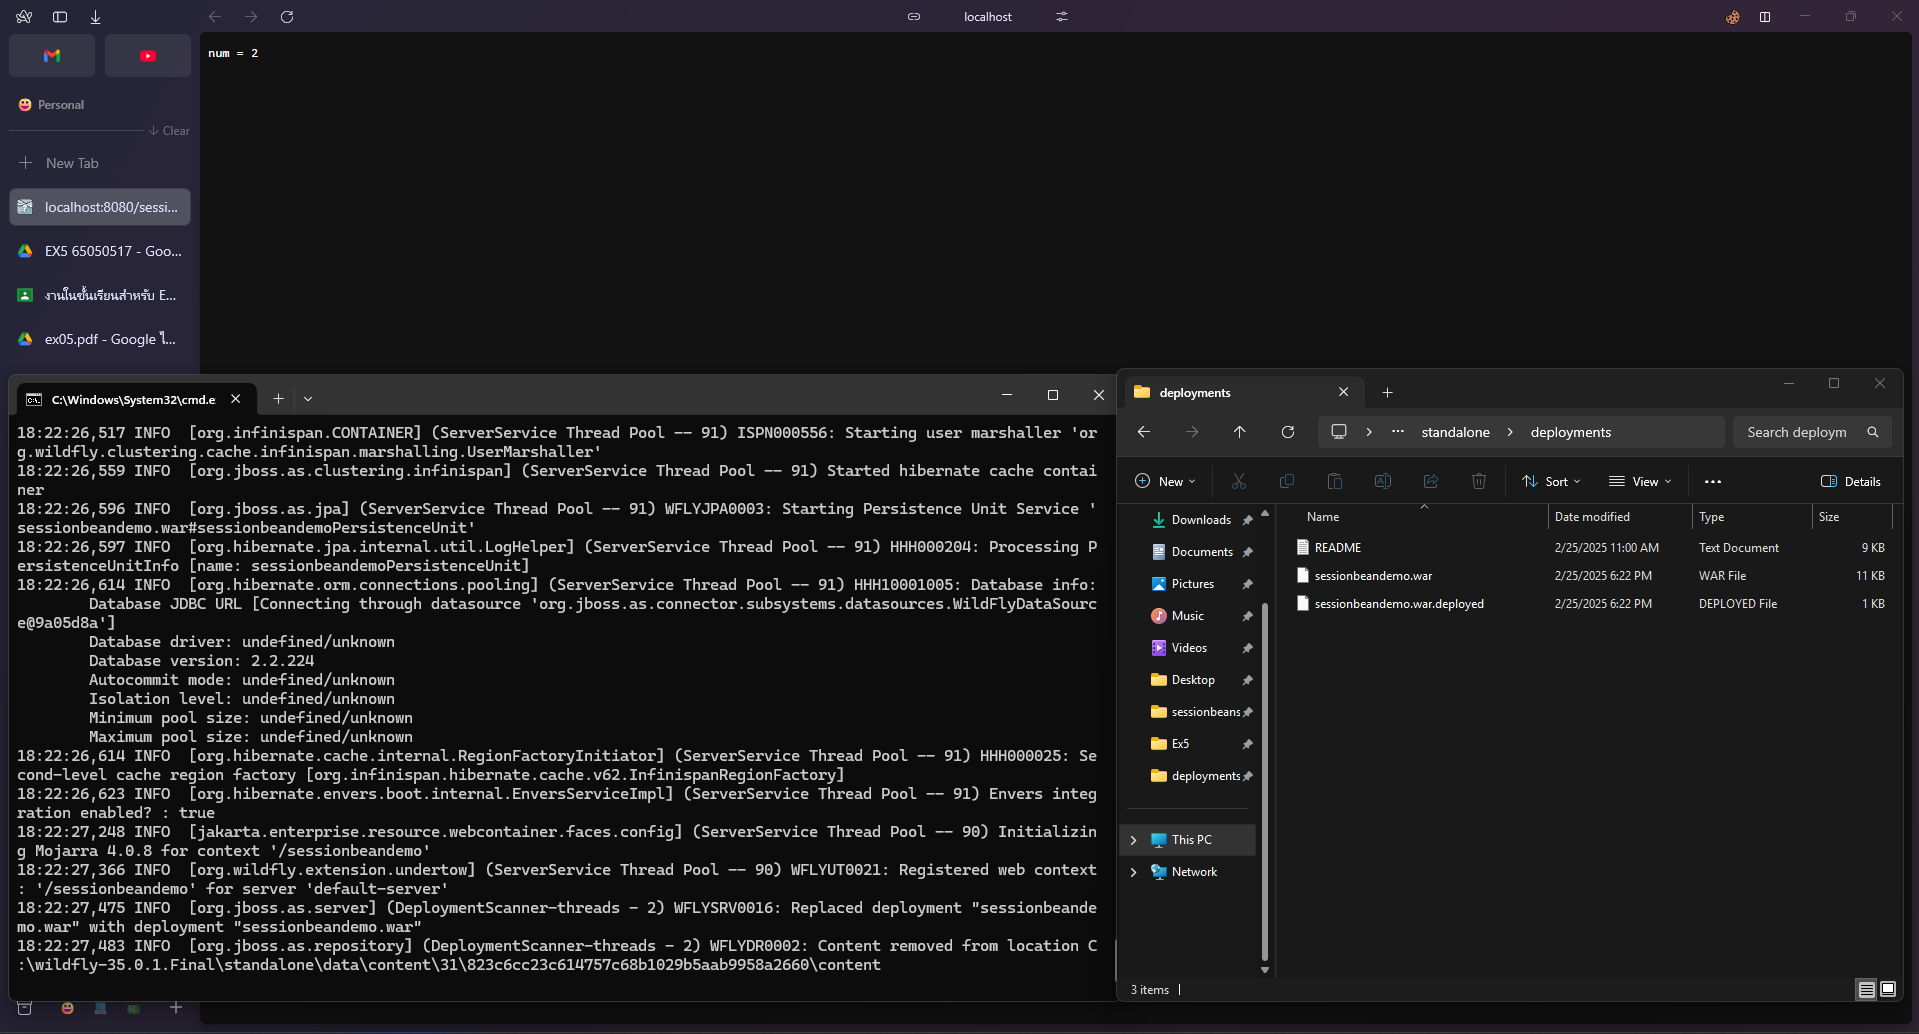 localhost
num = 2
Personal
Clear
New Tab
localhost:8080/sessi...
EX5 65050517 - Goo...
งานในชั้นเรียนสำหรับ E...
ex05.pdf - Google ไ...
C:\Windows\System32\cmd.e
18:22:26,517 INFO  [org.infinispan.CONTAINER] (ServerService Thread Pool -- 91) ISPN000556: Starting user marshaller 'or
g.wildfly.clustering.cache.infinispan.marshalling.UserMarshaller'
18:22:26,559 INFO  [org.jboss.as.clustering.infinispan] (ServerService Thread Pool -- 91) Started hibernate cache contai
ner
18:22:26,596 INFO  [org.jboss.as.jpa] (ServerService Thread Pool -- 91) WFLYJPA0003: Starting Persistence Unit Service '
sessionbeandemo.war#sessionbeandemoPersistenceUnit'
18:22:26,597 INFO  [org.hibernate.jpa.internal.util.LogHelper] (ServerService Thread Pool -- 91) HHH000204: Processing P
ersistenceUnitInfo [name: sessionbeandemoPersistenceUnit]
18:22:26,614 INFO  [org.hibernate.orm.connections.pooling] (ServerService Thread Pool -- 91) HHH10001005: Database info:
Database JDBC URL [Connecting through datasource 'org.jboss.as.connector.subsystems.datasources.WildFlyDataSourc
e@9a05d8a']
Database driver: undefined/unknown
Database version: 2.2.224
Autocommit mode: undefined/unknown
Isolation level: undefined/unknown
Minimum pool size: undefined/unknown
Maximum pool size: undefined/unknown
18:22:26,614 INFO  [org.hibernate.cache.internal.RegionFactoryInitiator] (ServerService Thread Pool -- 91) HHH000025: Se
cond-level cache region factory [org.infinispan.hibernate.cache.v62.InfinispanRegionFactory]
18:22:26,623 INFO  [org.hibernate.envers.boot.internal.EnversServiceImpl] (ServerService Thread Pool -- 91) Envers integ
ration enabled? : true
18:22:27,248 INFO  [jakarta.enterprise.resource.webcontainer.faces.config] (ServerService Thread Pool -- 90) Initializin
g Mojarra 4.0.8 for context '/sessionbeandemo'
18:22:27,366 INFO  [org.wildfly.extension.undertow] (ServerService Thread Pool -- 90) WFLYUT0021: Registered web context
: '/sessionbeandemo' for server 'default-server'
18:22:27,475 INFO  [org.jboss.as.server] (DeploymentScanner-threads - 2) WFLYSRV0016: Replaced deployment "sessionbeande
mo.war" with deployment "sessionbeandemo.war"
18:22:27,483 INFO  [org.jboss.as.repository] (DeploymentScanner-threads - 2) WFLYDR0002: Content removed from location C
:\wildfly-35.0.1.Final\standalone\data\content\31\823c6cc23c614757c68b1029b5aab9958a2660\content
deployments
standalone > deployments
Search deploym
New Sort View Details
Downloads
Documents
Pictures
Music
Videos
Desktop
sessionbeans
Ex5
deployments
This PC
Network
Name Date modified Type Size
README 2/25/2025 11:00 AM Text Document 9 KB
sessionbeandemo.war 2/25/2025 6:22 PM WAR File 11 KB
sessionbeandemo.war.deployed 2/25/2025 6:22 PM DEPLOYED File 1 KB
3 items